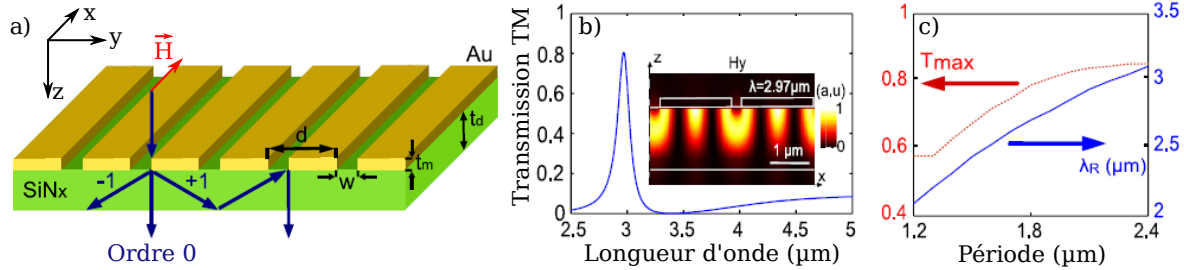 a)
x
y
z
H
Au
d
t_d
t_m
w
SiNx
-1
+1
Ordre 0
b)
Transmission TM
1
0.8
0.6
0.4
0.2
0
2.5
3
3.5
4
4.5
5
Longueur d'onde (µm)
z
Hy
λ=2.97µm
(a,u)
1
0
1 µm
x
c)
1
0.8
0.6
0.4
Tmax
3.5
3
2.5
2
λR (µm)
1.2
1.8
2.4
Période (µm)